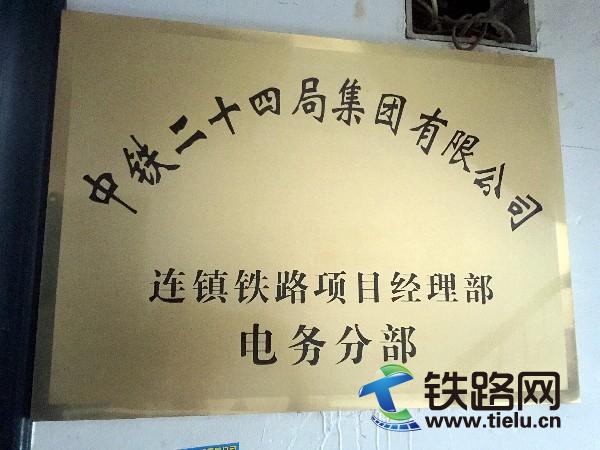 中铁二十四局集团有限公司
连镇铁路项目经理部
电务分部
铁路网
www.tielu.cn